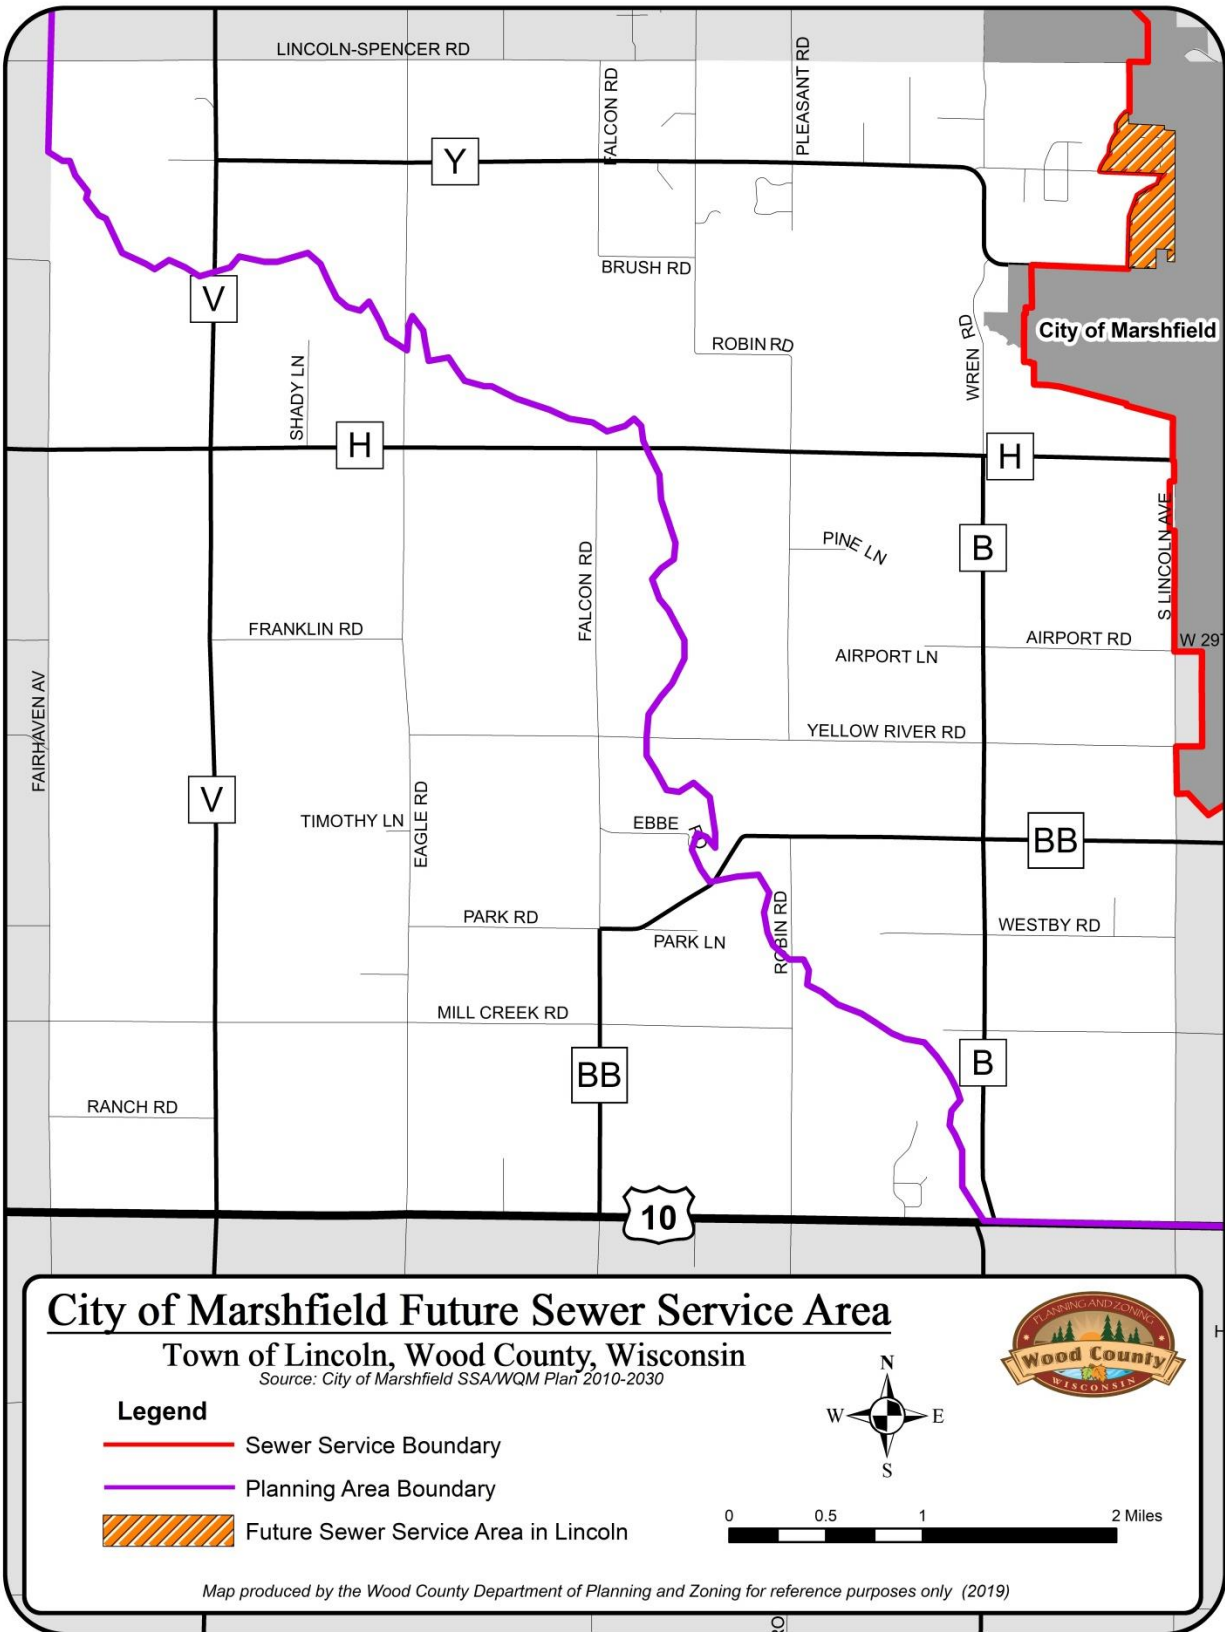 LINCOLN-SPENCER RD
FALCON RD
PLEASANT RD
Y
BRUSH RD
V
City of Marshfield
ROBIN RD
WREN RD
SHADY LN
H
H
S LINCOLN AVE
PINE LN
B
FALCON RD
FRANKLIN RD
AIRPORT RD
W 29T
AIRPORT LN
FAIRHAVEN AV
YELLOW RIVER RD
V
EAGLE RD
TIMOTHY LN
EBBE RD
BB
ROBIN RD
PARK RD
WESTBY RD
PARK LN
MILL CREEK RD
BB
B
RANCH RD
10
City of Marshfield Future Sewer Service Area
Town of Lincoln, Wood County, Wisconsin
Source: City of Marshfield SSA/WQM Plan 2010-2030
PLANNING AND ZONING
Wood County
WISCONSIN
H
Legend
Sewer Service Boundary
Planning Area Boundary
Future Sewer Service Area in Lincoln
N
W E
S
0 0.5 1 2 Miles
Map produced by the Wood County Department of Planning and Zoning for reference purposes only (2019)
RO